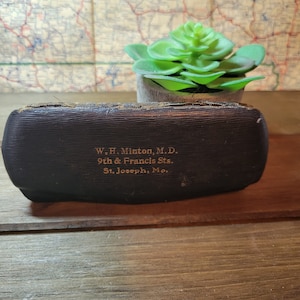 W. H. Minton, M. D.
9th & Francis Sts.
St. Joseph, Mo.